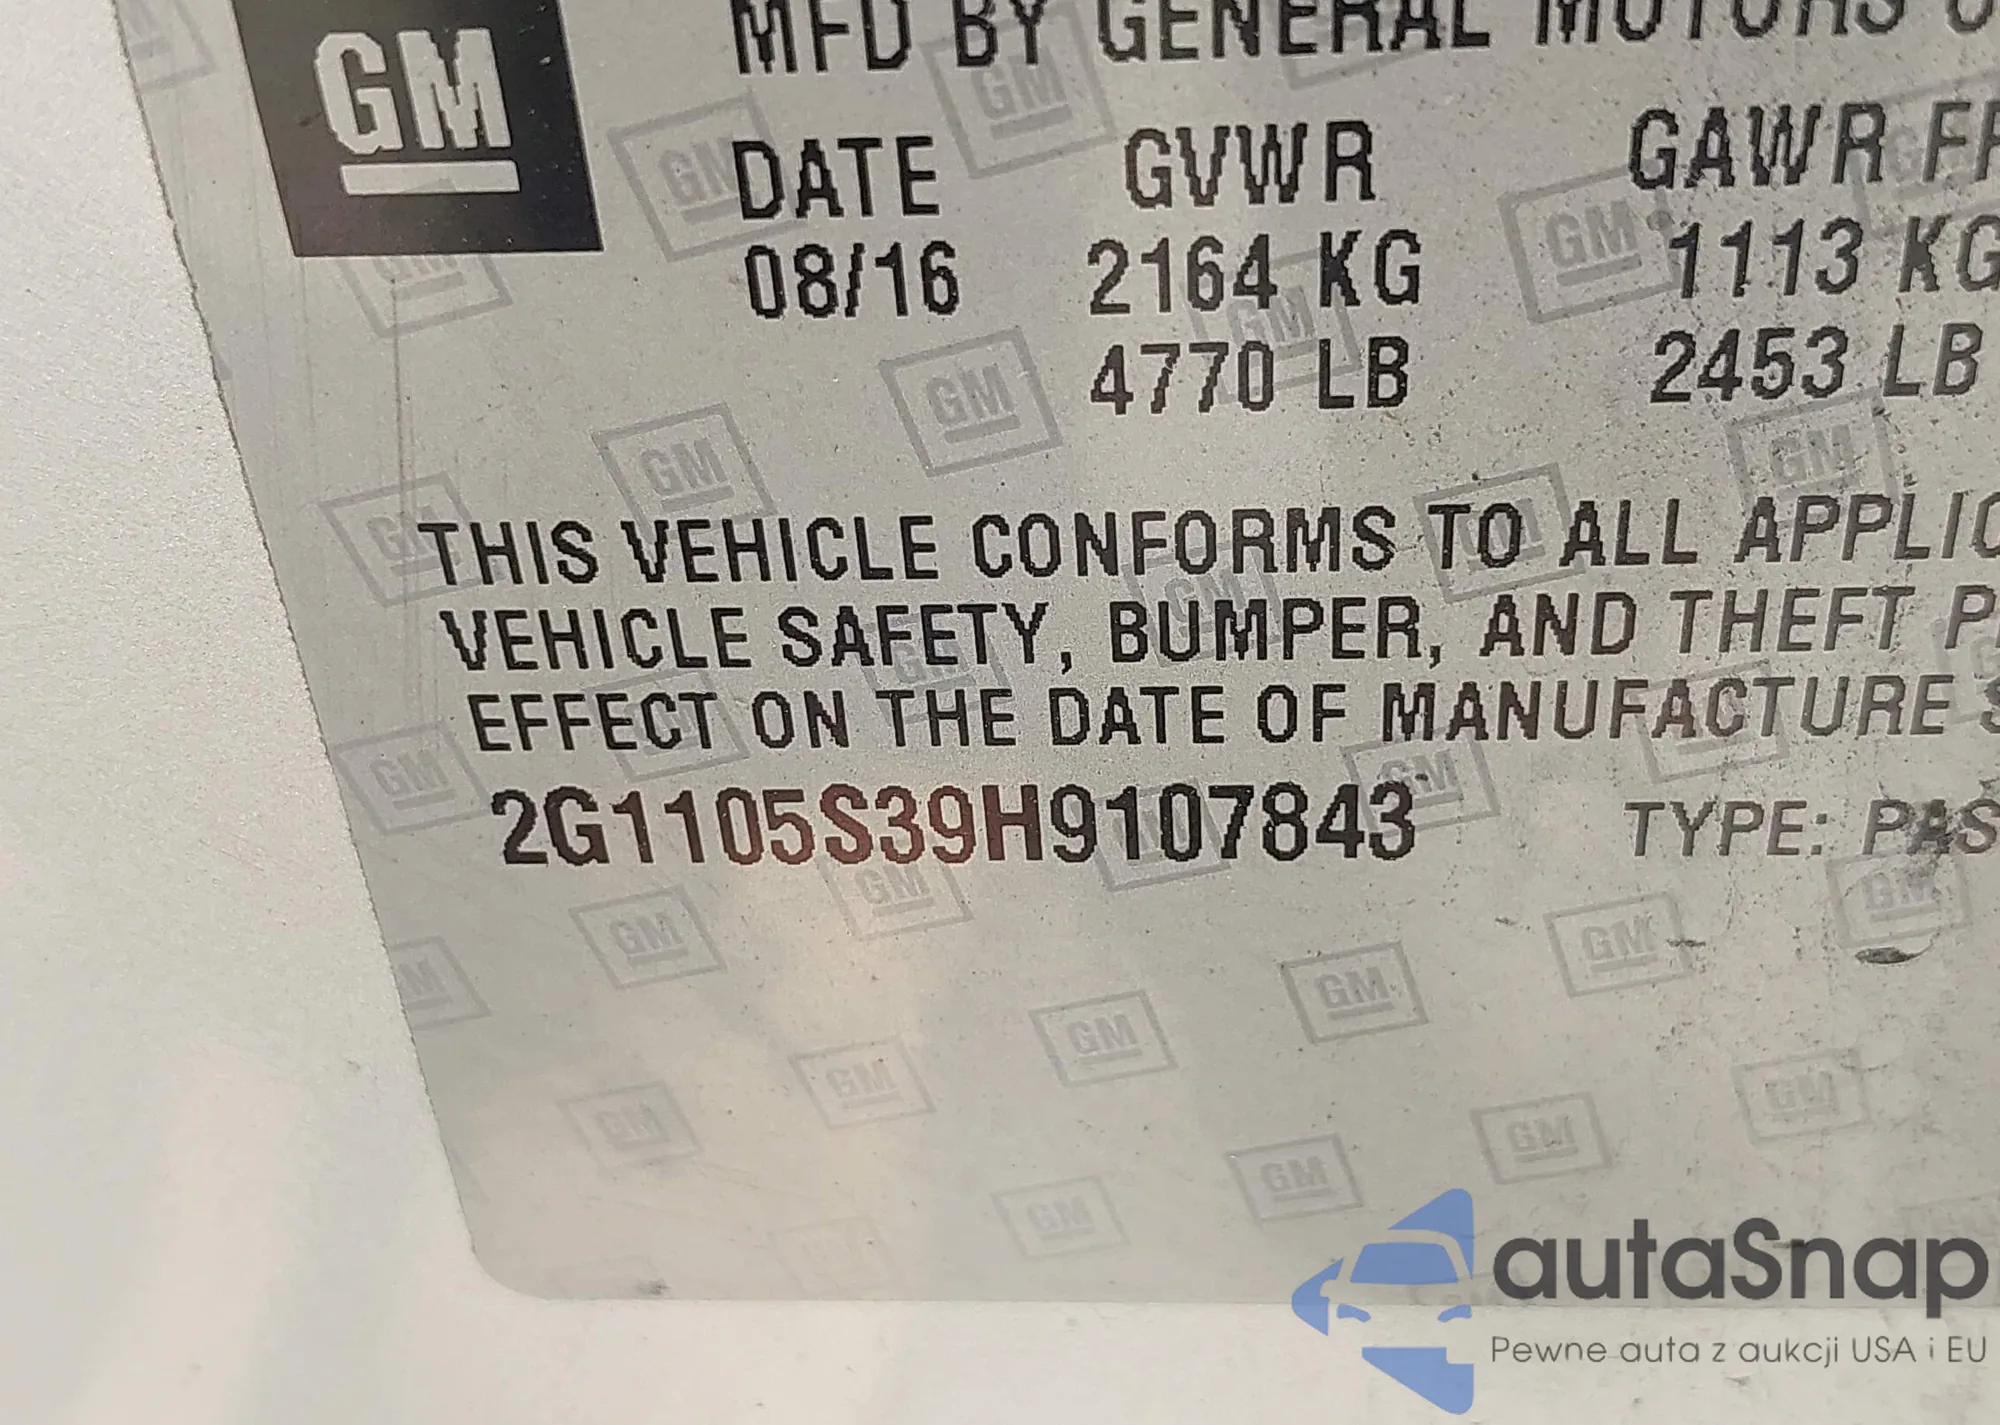 GM
MFD BY GENERAL MOTORS
DATE GVWR GAWR
08/16 2164 KG 1113 KG
4770 LB 2453 LB
THIS VEHICLE CONFORMS TO ALL APPLIC
VEHICLE SAFETY, BUMPER, AND THEFT P
EFFECT ON THE DATE OF MANUFACTURE S
2G1105S39H9107843 TYPE: PAS
autaSnap
Pewne auta z aukcji USA i EU